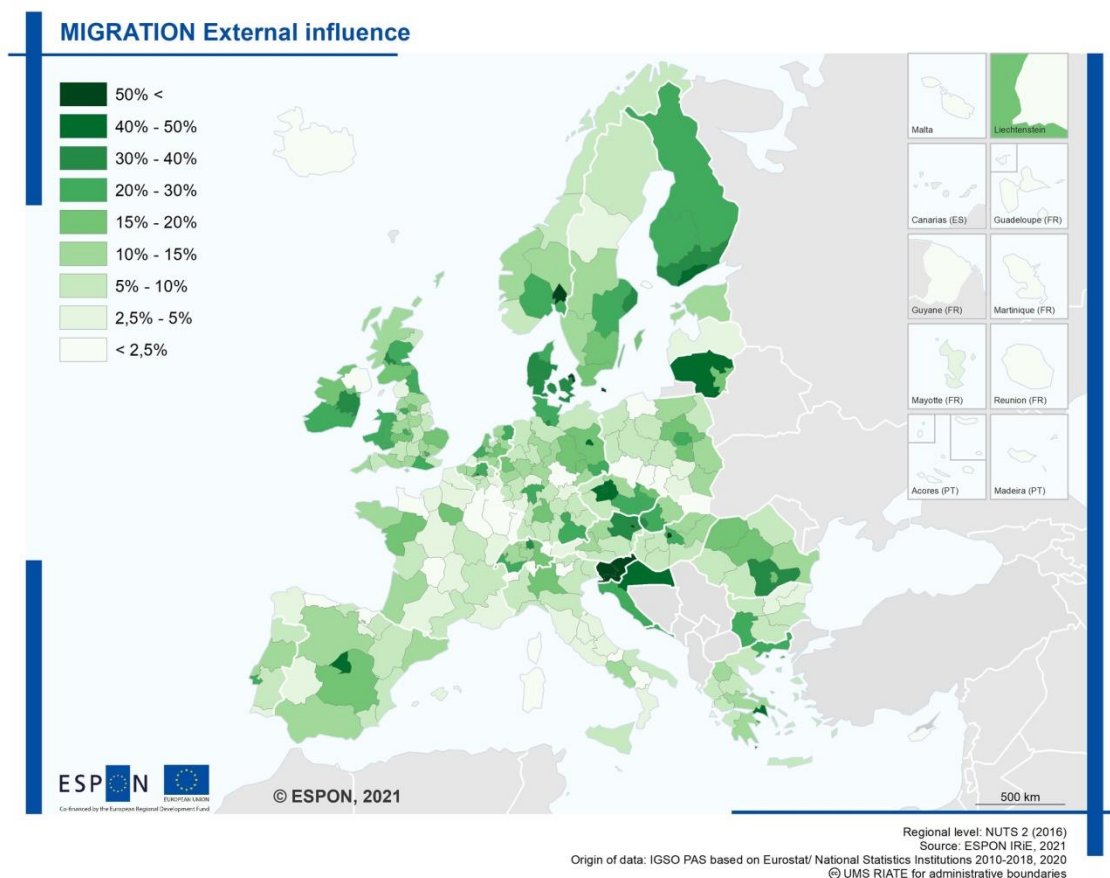 MIGRATION External influence
50% <
40% - 50%
30% - 40%
20% - 30%
15% - 20%
10% - 15%
5% - 10%
2,5% - 5%
< 2,5%
Malta
Liechtenstein
Canarias (ES)
Guadeloupe (FR)
Guyane (FR)
Martinique (FR)
Mayotte (FR)
Reunion (FR)
Acores (PT)
Madeira (PT)
ESPON
EUROPEAN UNION
Co-financed by the European Regional Development Fund
© ESPON, 2021
500 km
Regional level: NUTS 2 (2016)
Source: ESPON IRiE, 2021
Origin of data: IGSO PAS based on Eurostat/ National Statistics Institutions 2010-2018, 2020
UMS RIATE for administrative boundaries